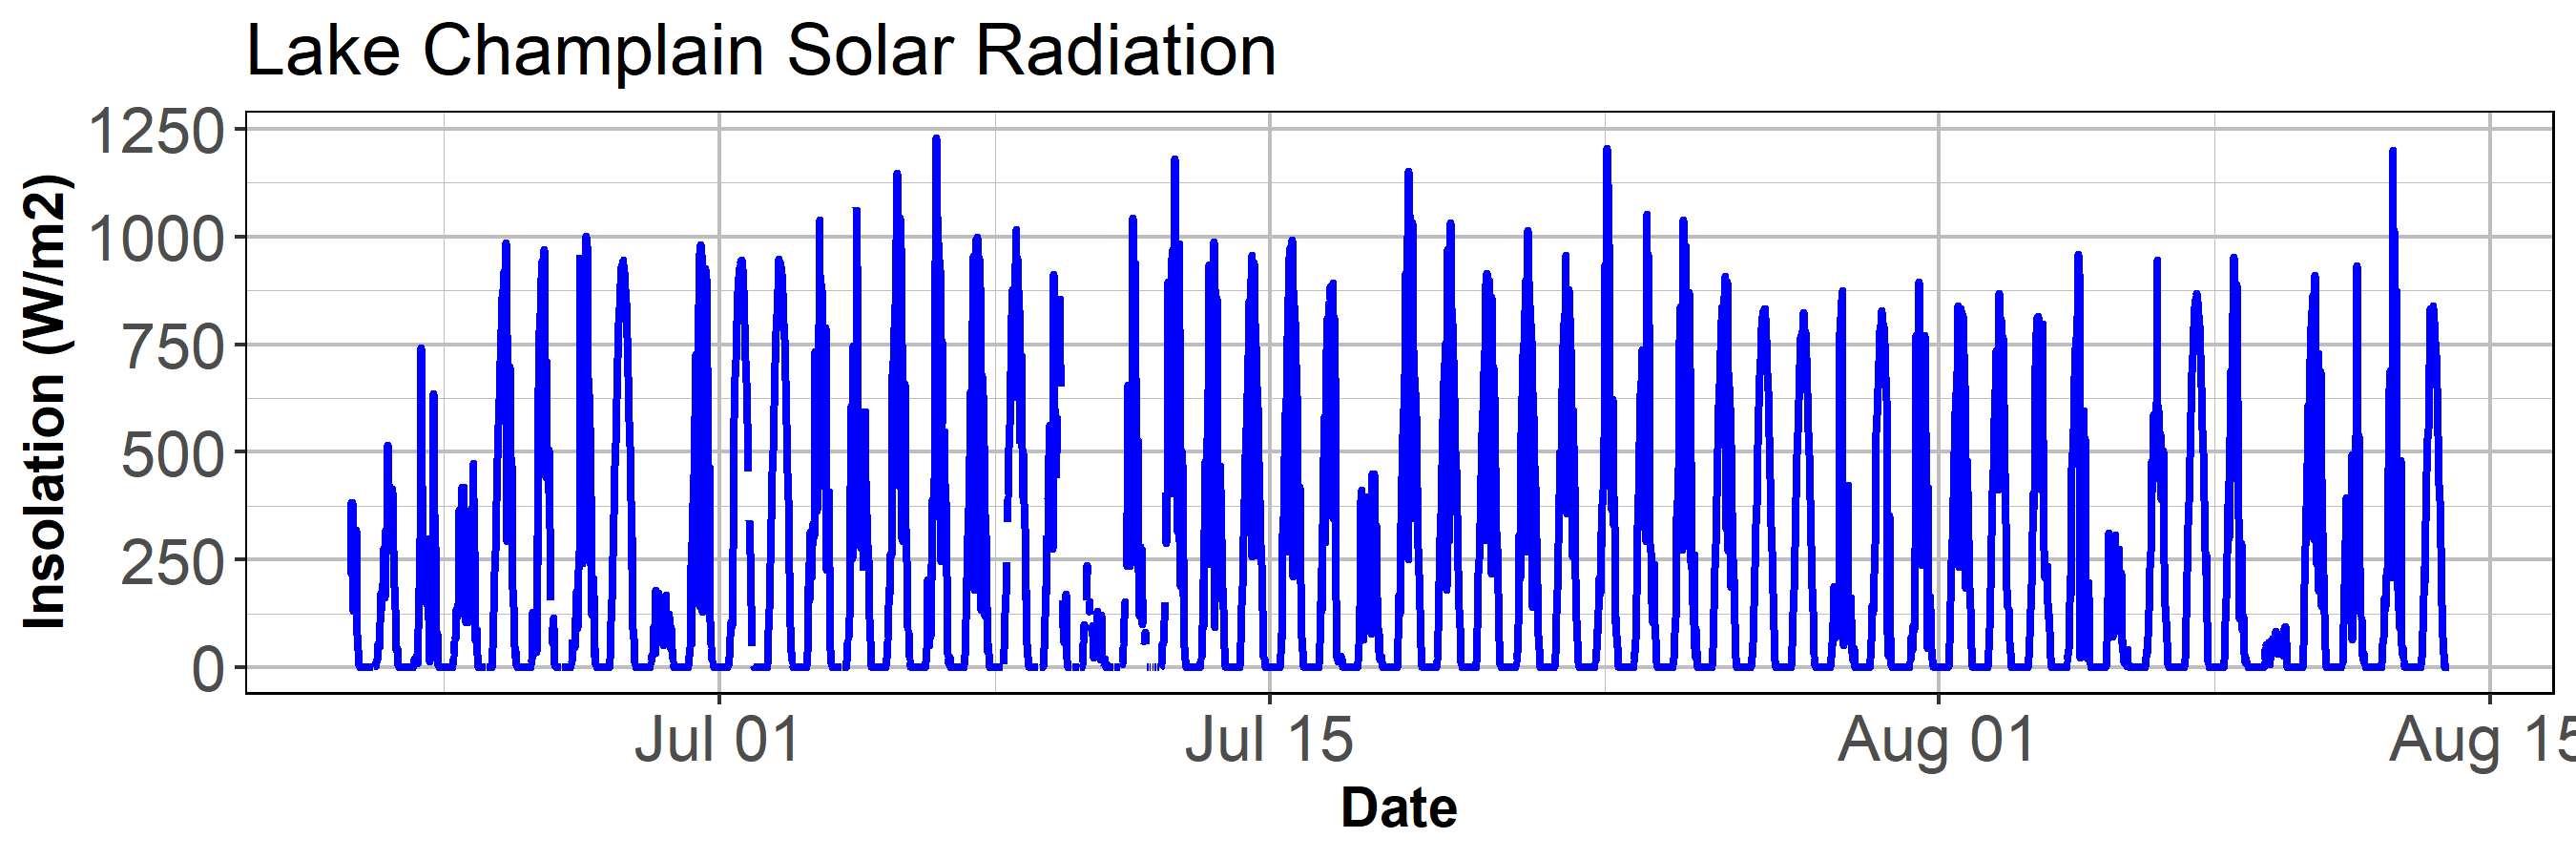 Lake Champlain Solar Radiation
1250
1000
750
500
250
0
Insolation (W/m2)
Jul 01 Jul 15 Aug 01 Aug 15
Date